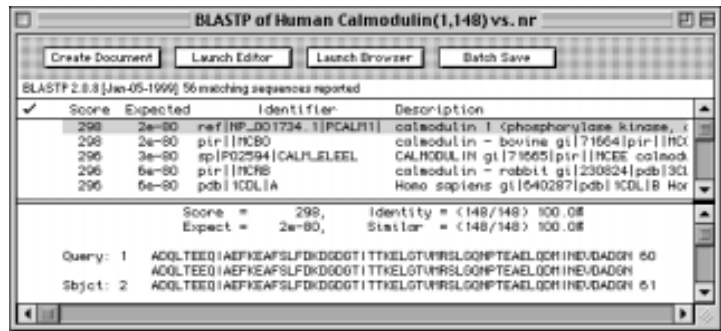 BLASTP of Human Calmodulin(1,148) vs. nr
Create Document Launch Editor Launch Browser Batch Save
BLASTP 2.0.8 [Jan-05-1999] 56 matching sequences reported
✓ Score Expected Identifier Description
298 2e-80 ref|NP_001734.1|PCALM1| calmodulin 1 (phosphorylase kinase, c
298 2e-80 pir||MCBO calmodulin - bovine gi|71664|pir||MCC
296 3e-80 sp|P02594|CALM_ELEEL CALMODULIN gi|71665|pir||MCEE calmodu
296 6e-80 pir||MCRB calmodulin - rabbit gi|230824|pdb|3CL
295 6e-80 pdb|1CDL|A Homo sapiens gi|640287|pdb|1CDL|B Hor
Score = 298, Identity = (148/148) 100.0%
Expect = 2e-80, Similar = (148/148) 100.0%
Query: 1 ADQLTEEQIAEFKEAFSLFDKDGDGTITTKELGTVMRSLGQNPTEAELQDMINEVDADGN 60
ADQLTEEQIAEFKEAFSLFDKDGDGTITTKELGTVMRSLGQNPTEAELQDMINEVDADGN
Sbjct: 2 ADQLTEEQIAEFKEAFSLFDKDGDGTITTKELGTVMRSLGQNPTEAELQDMINEVDADGN 61